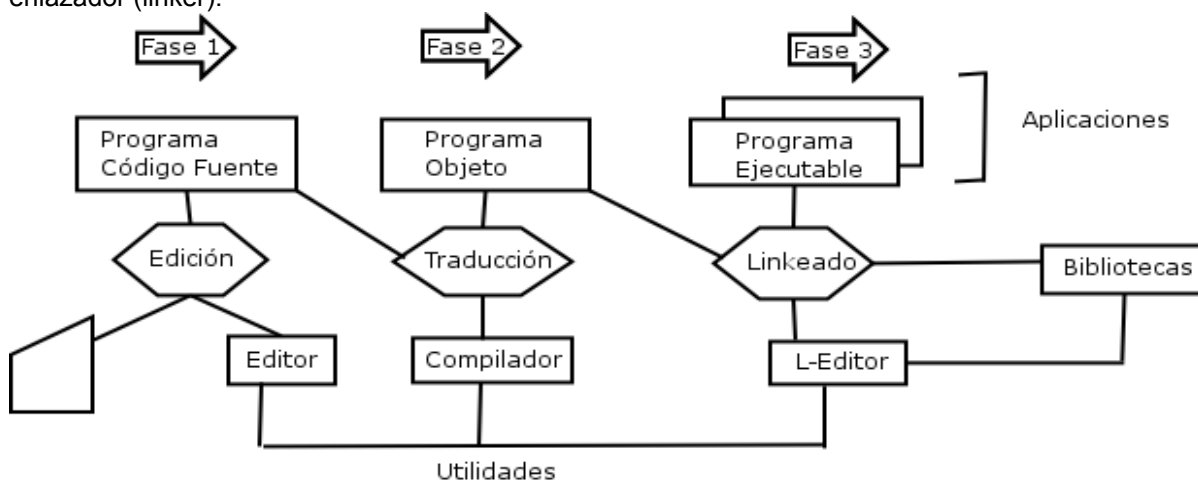 enlazador (linker).
Fase 1
Fase 2
Fase 3
Programa
Código Fuente
Programa
Objeto
Programa
Ejecutable
Aplicaciones
Edición
Traducción
Linkeado
Bibliotecas
Editor
Compilador
L-Editor
Utilidades